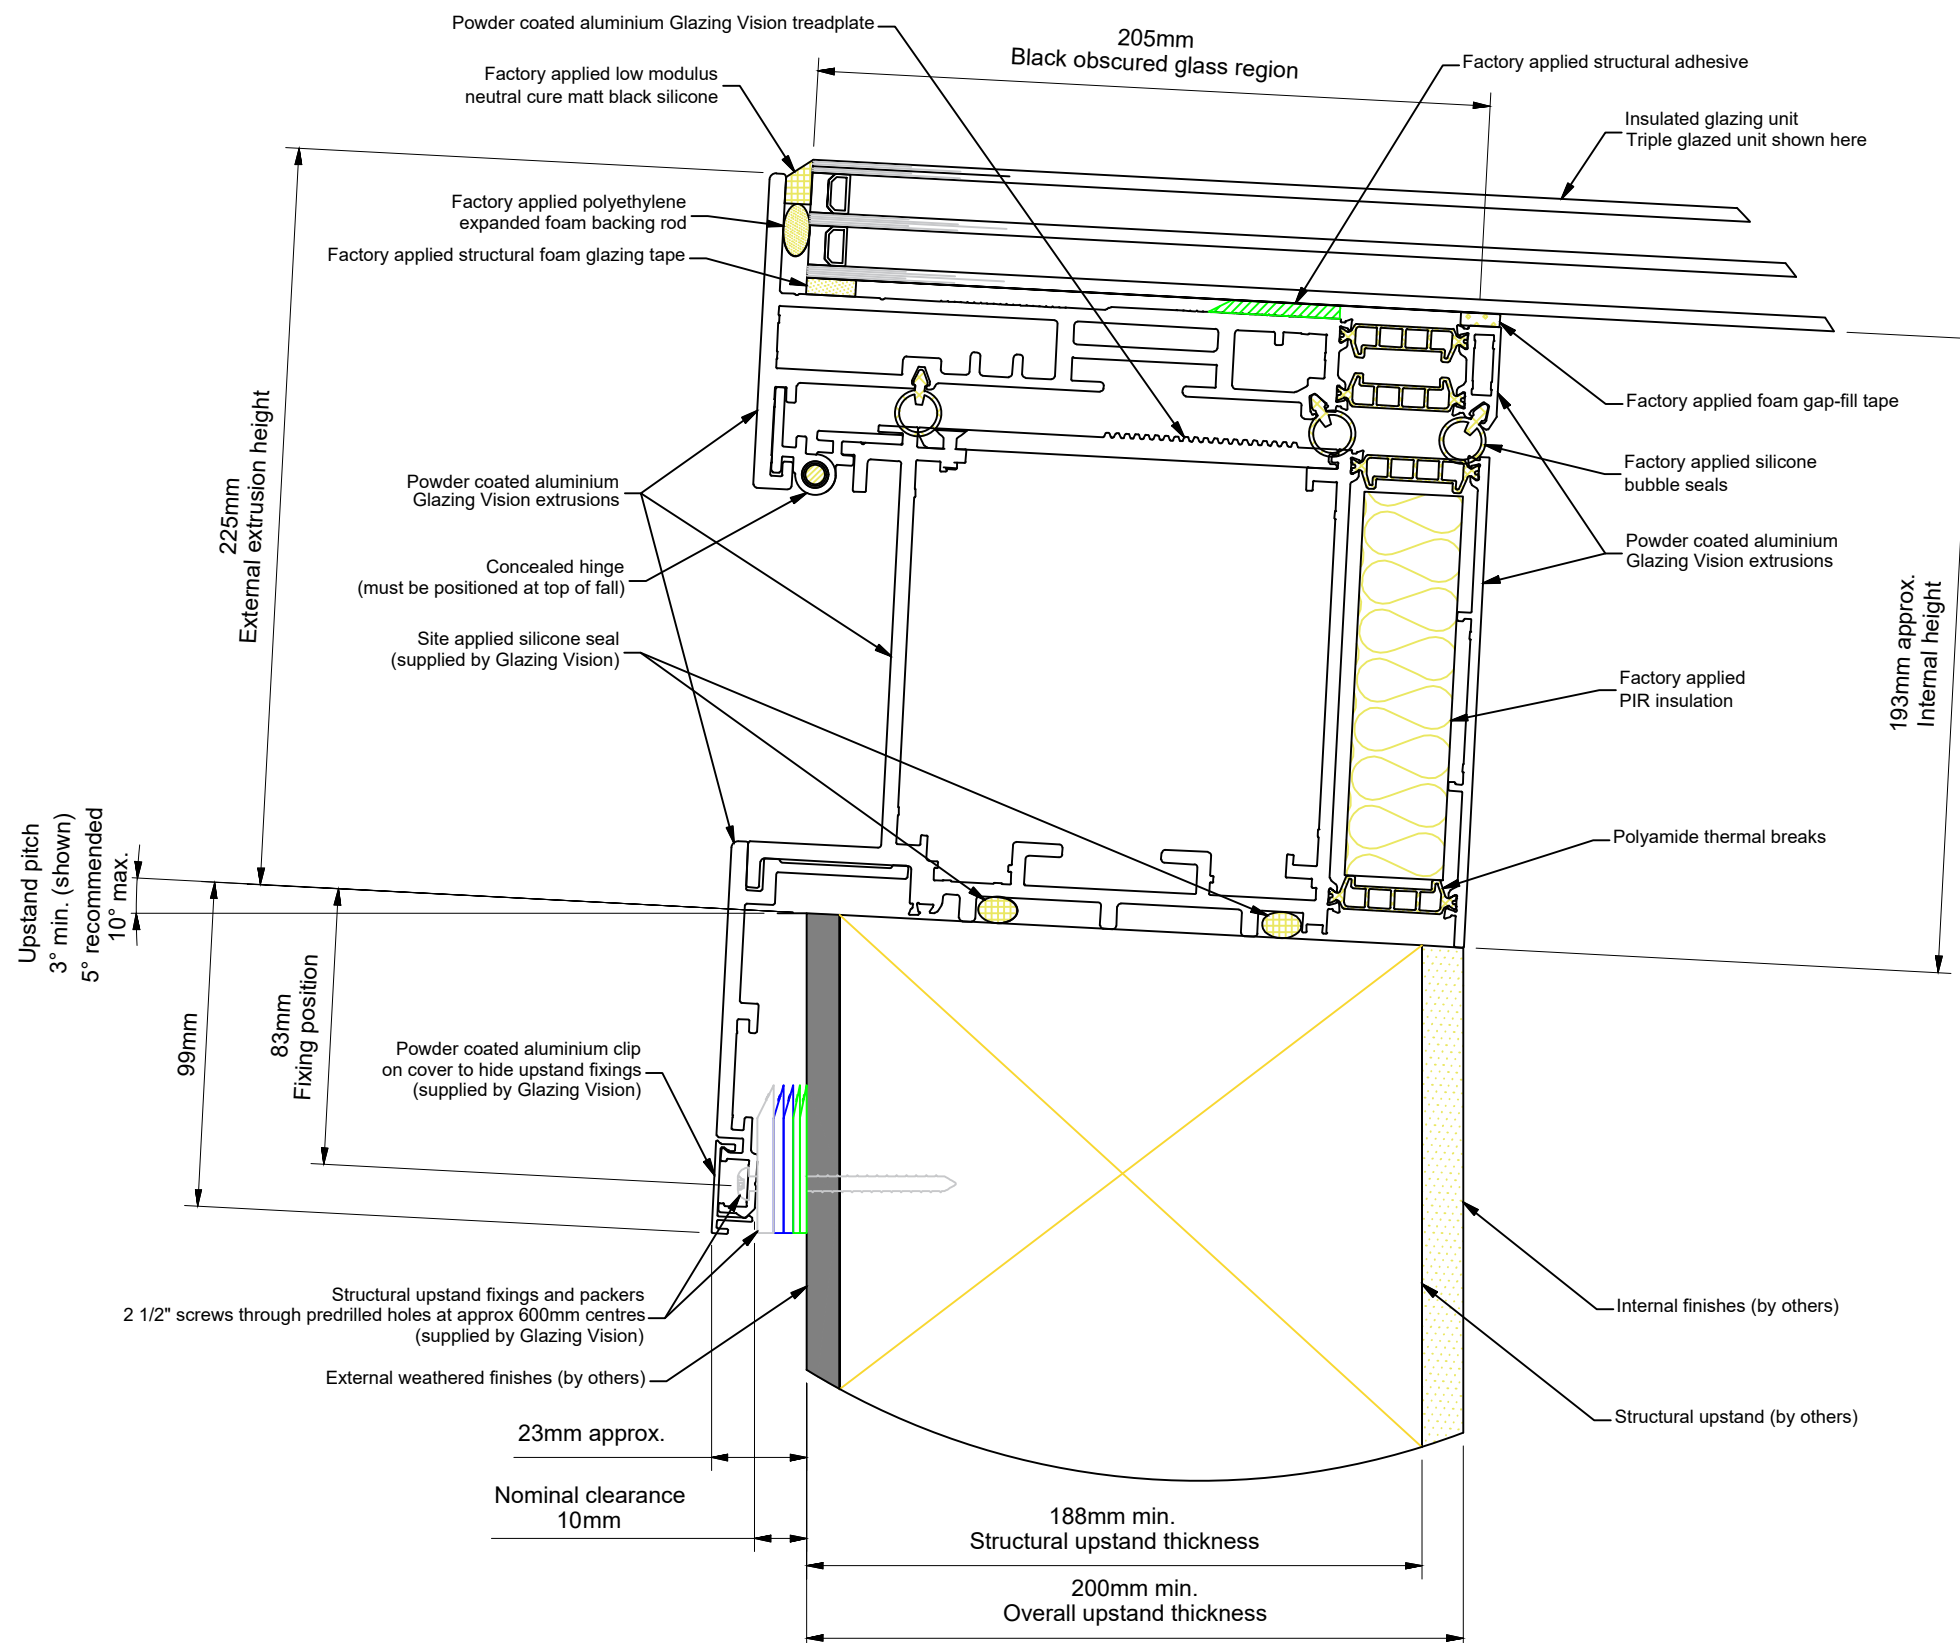 Powder coated aluminium Glazing Vision treadplate
205mm
Black obscured glass region
Factory applied low modulus
neutral cure matt black silicone
Factory applied structural adhesive
Insulated glazing unit
Triple glazed unit shown here
Factory applied polyethylene
expanded foam backing rod
Factory applied structural foam glazing tape
225mm
External extrusion height
Factory applied foam gap-fill tape
Factory applied silicone
bubble seals
Powder coated aluminium
Glazing Vision extrusions
Powder coated aluminium
Glazing Vision extrusions
Concealed hinge
(must be positioned at top of fall)
Site applied silicone seal
(supplied by Glazing Vision)
193mm approx.
Internal height
Factory applied
PIR insulation
Polyamide thermal breaks
Upstand pitch
3° min. (shown)
5° recommended
10° max.
99mm
83mm
Fixing position
Powder coated aluminium clip
on cover to hide upstand fixings
(supplied by Glazing Vision)
Structural upstand fixings and packers
2 1/2" screws through predrilled holes at approx 600mm centres
(supplied by Glazing Vision)
External weathered finishes (by others)
Internal finishes (by others)
Structural upstand (by others)
23mm approx.
Nominal clearance
10mm
188mm min.
Structural upstand thickness
200mm min.
Overall upstand thickness